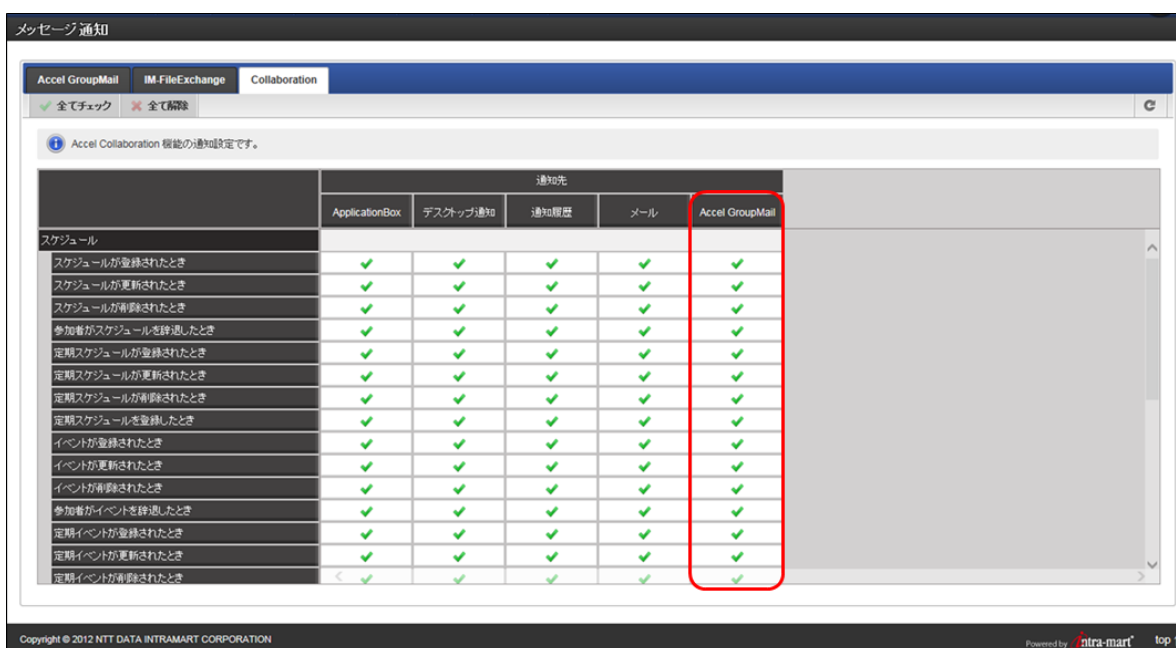 メッセージ通知
Accel GroupMail IM-FileExchange Collaboration
全てチェック 全て解除
Accel Collaboration 機能の通知設定です。
通知先
ApplicationBox デスクトップ通知 通知履歴 メール Accel GroupMail
スケジュール
スケジュールが登録されたとき
スケジュールが更新されたとき
スケジュールが削除されたとき
参加者がスケジュールを辞退したとき
定期スケジュールが登録されたとき
定期スケジュールが更新されたとき
定期スケジュールが削除されたとき
定期スケジュールを登録したとき
イベントが登録されたとき
イベントが更新されたとき
イベントが削除されたとき
参加者がイベントを辞退したとき
定期イベントが登録されたとき
定期イベントが更新されたとき
定期イベントが削除されたとき
Copyright © 2012 NTT DATA INTRAMART CORPORATION
Powered by intra-mart top